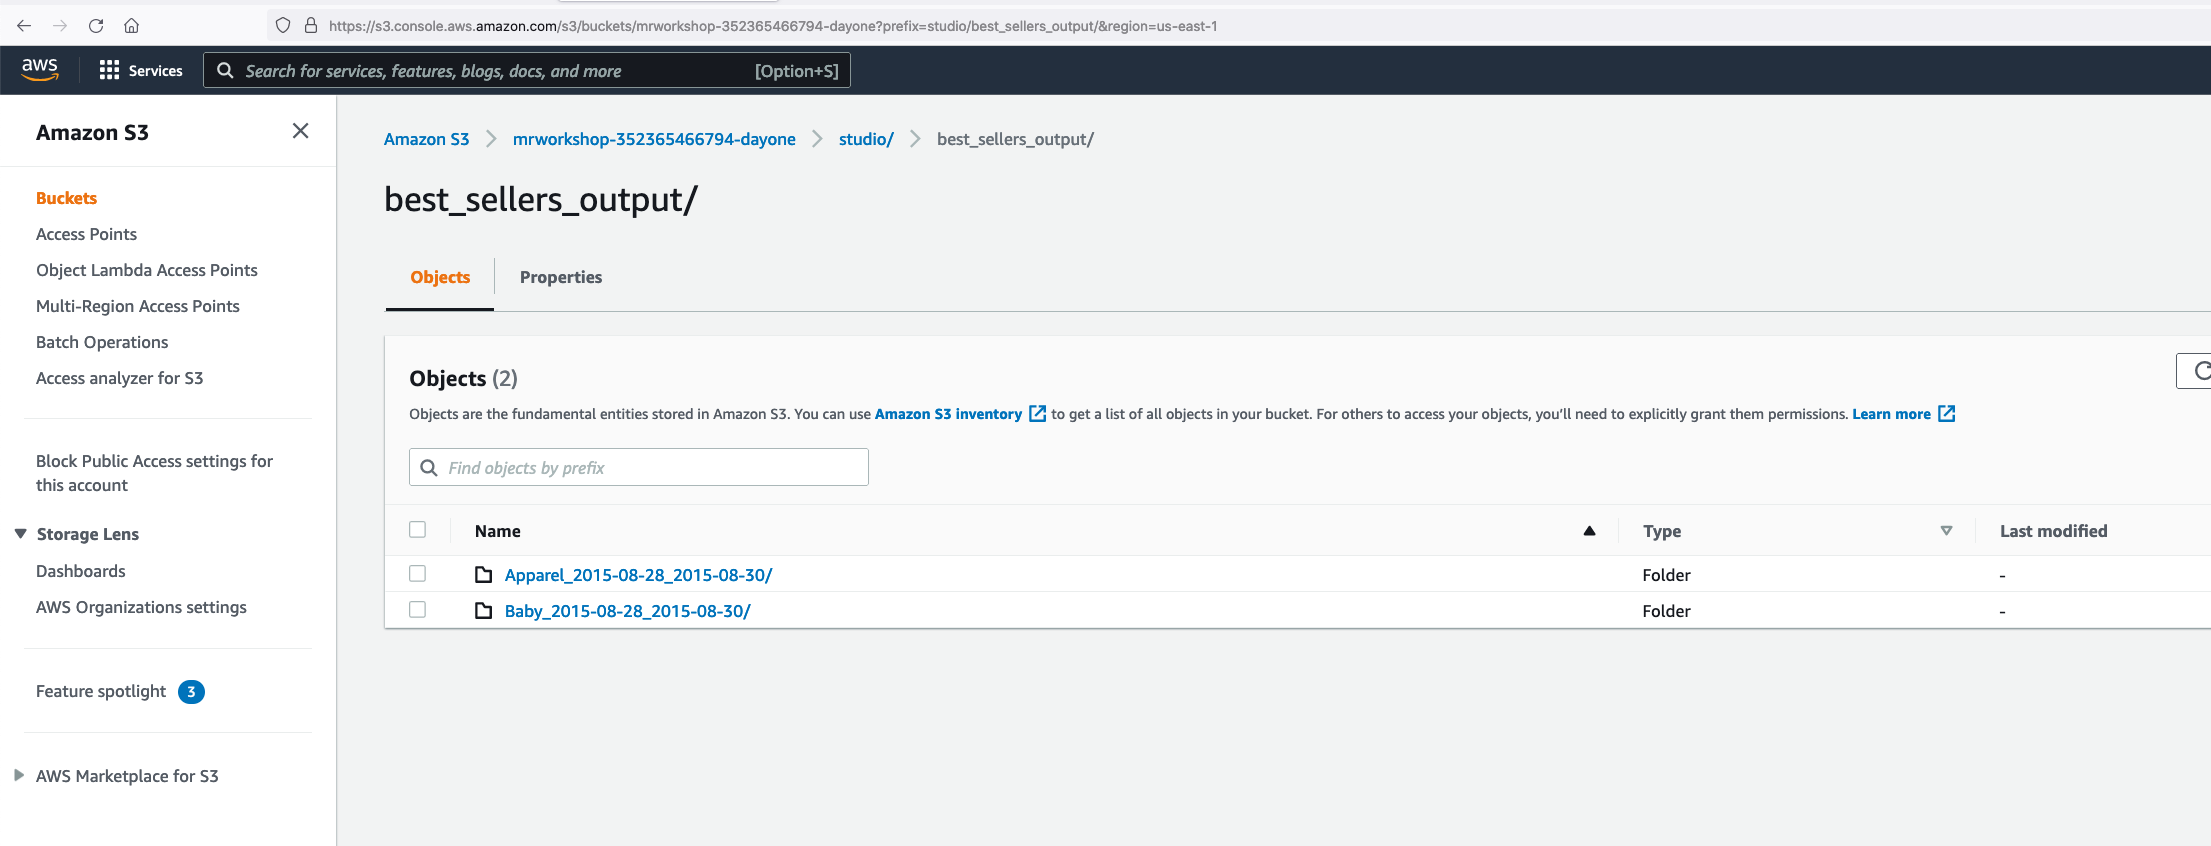 https://s3.console.aws.amazon.com/s3/buckets/mrworkshop-352365466794-dayone?prefix=studio/best_sellers_output/&region=us-east-1
aws Services Search for services, features, blogs, docs, and more [Option+S]
Amazon S3
Buckets
Access Points
Object Lambda Access Points
Multi-Region Access Points
Batch Operations
Access analyzer for S3
Block Public Access settings for
this account
Storage Lens
Dashboards
AWS Organizations settings
Feature spotlight 3
AWS Marketplace for S3
Amazon S3 mrworkshop-352365466794-dayone studio/ best_sellers_output/
best_sellers_output/
Objects Properties
Objects (2)
Objects are the fundamental entities stored in Amazon S3. You can use Amazon S3 inventory to get a list of all objects in your bucket. For others to access your objects, you’ll need to explicitly grant them permissions. Learn more
Find objects by prefix
Name Type Last modified
Apparel_2015-08-28_2015-08-30/ Folder -
Baby_2015-08-28_2015-08-30/ Folder -